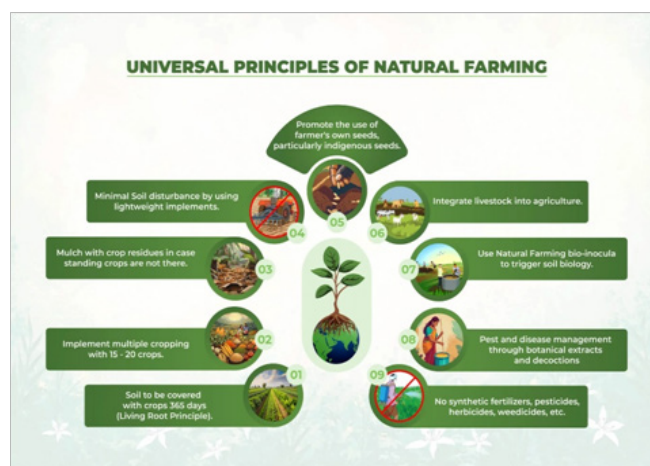 UNIVERSAL PRINCIPLES OF NATURAL FARMING
01
Soil to be covered
with crops 365 days
(Living Root Principle).
02
Implement multiple cropping
with 15 - 20 crops.
03
Mulch with crop residues in case
standing crops are not there.
04
Minimal Soil disturbance by using
lightweight implements.
05
Promote the use of
farmer's own seeds,
particularly indigenous seeds.
06
Integrate livestock into agriculture.
07
Use Natural Farming bio-inocula
to trigger soil biology.
08
Pest and disease management
through botanical extracts
and decoctions
09
No synthetic fertilizers, pesticides,
herbicides, weedicides, etc.